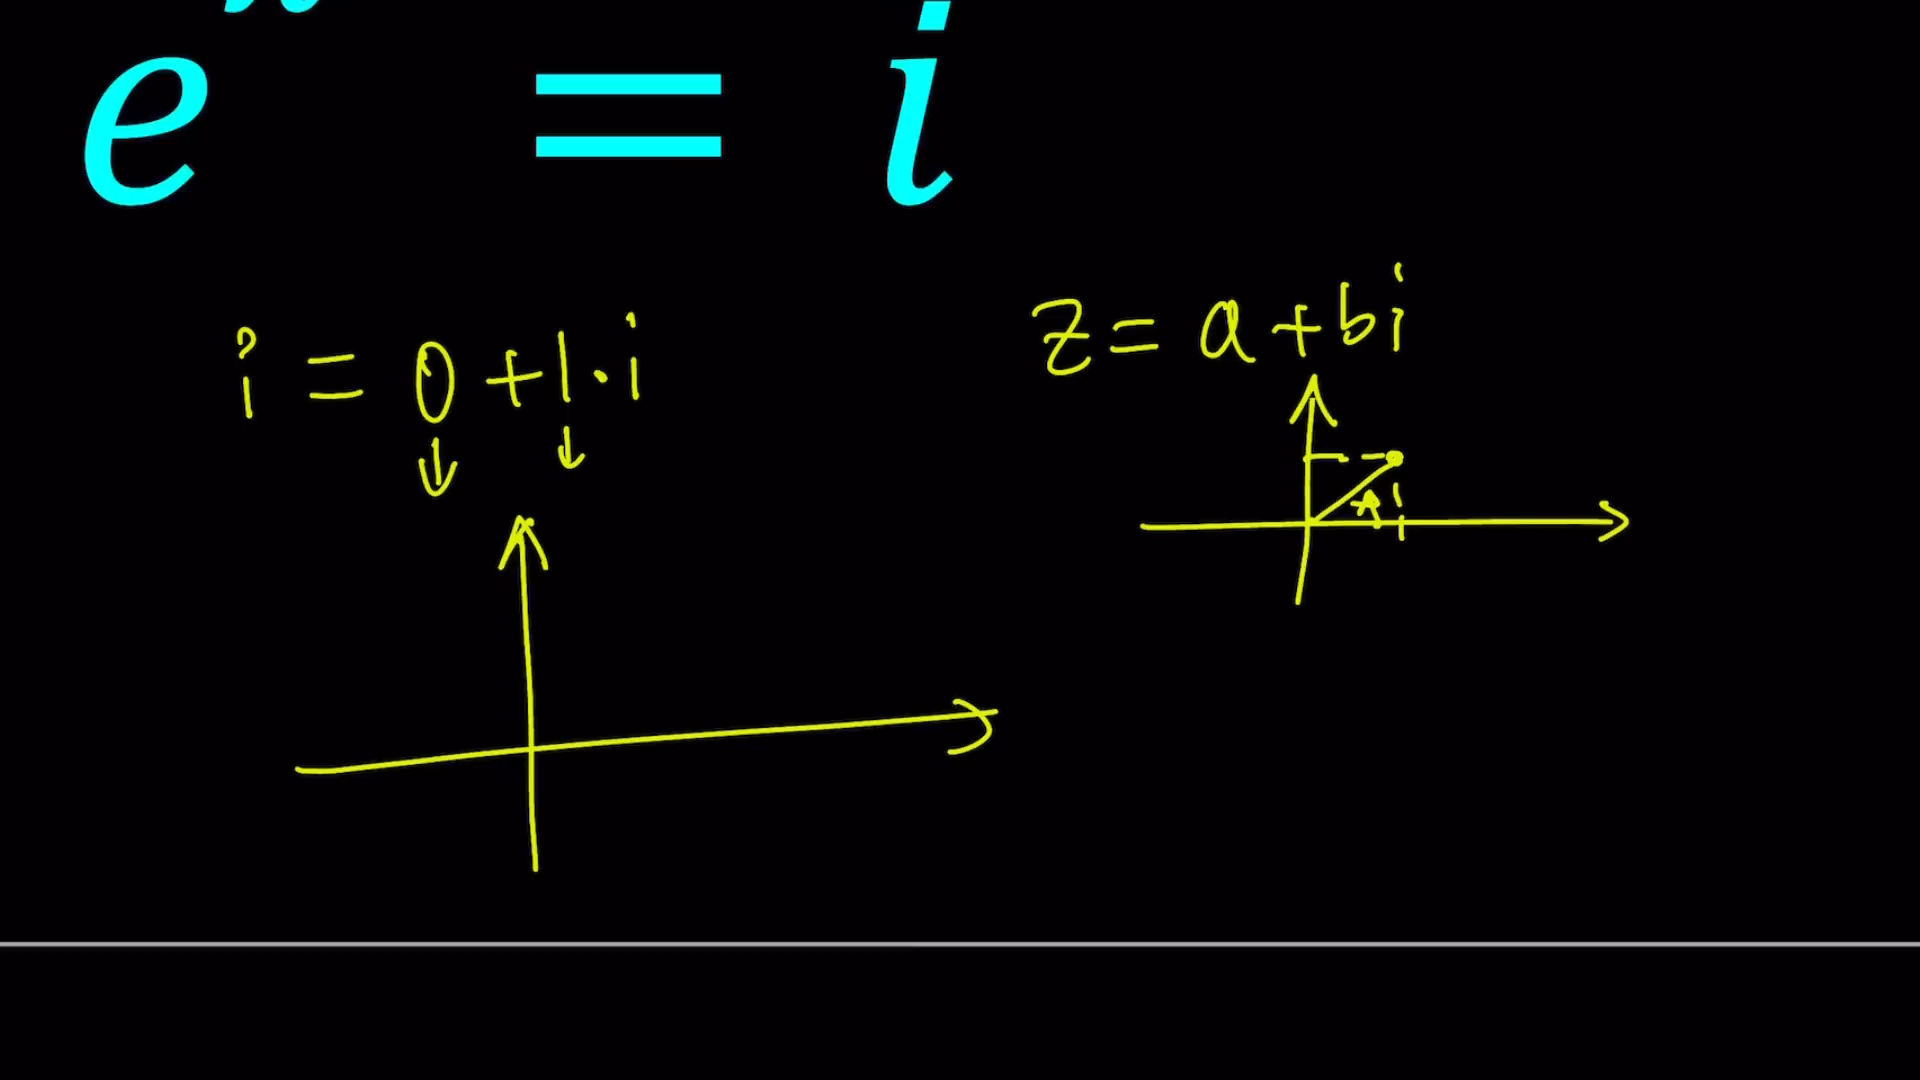 e = i
z = a + bi
i = 0 + 1 · i